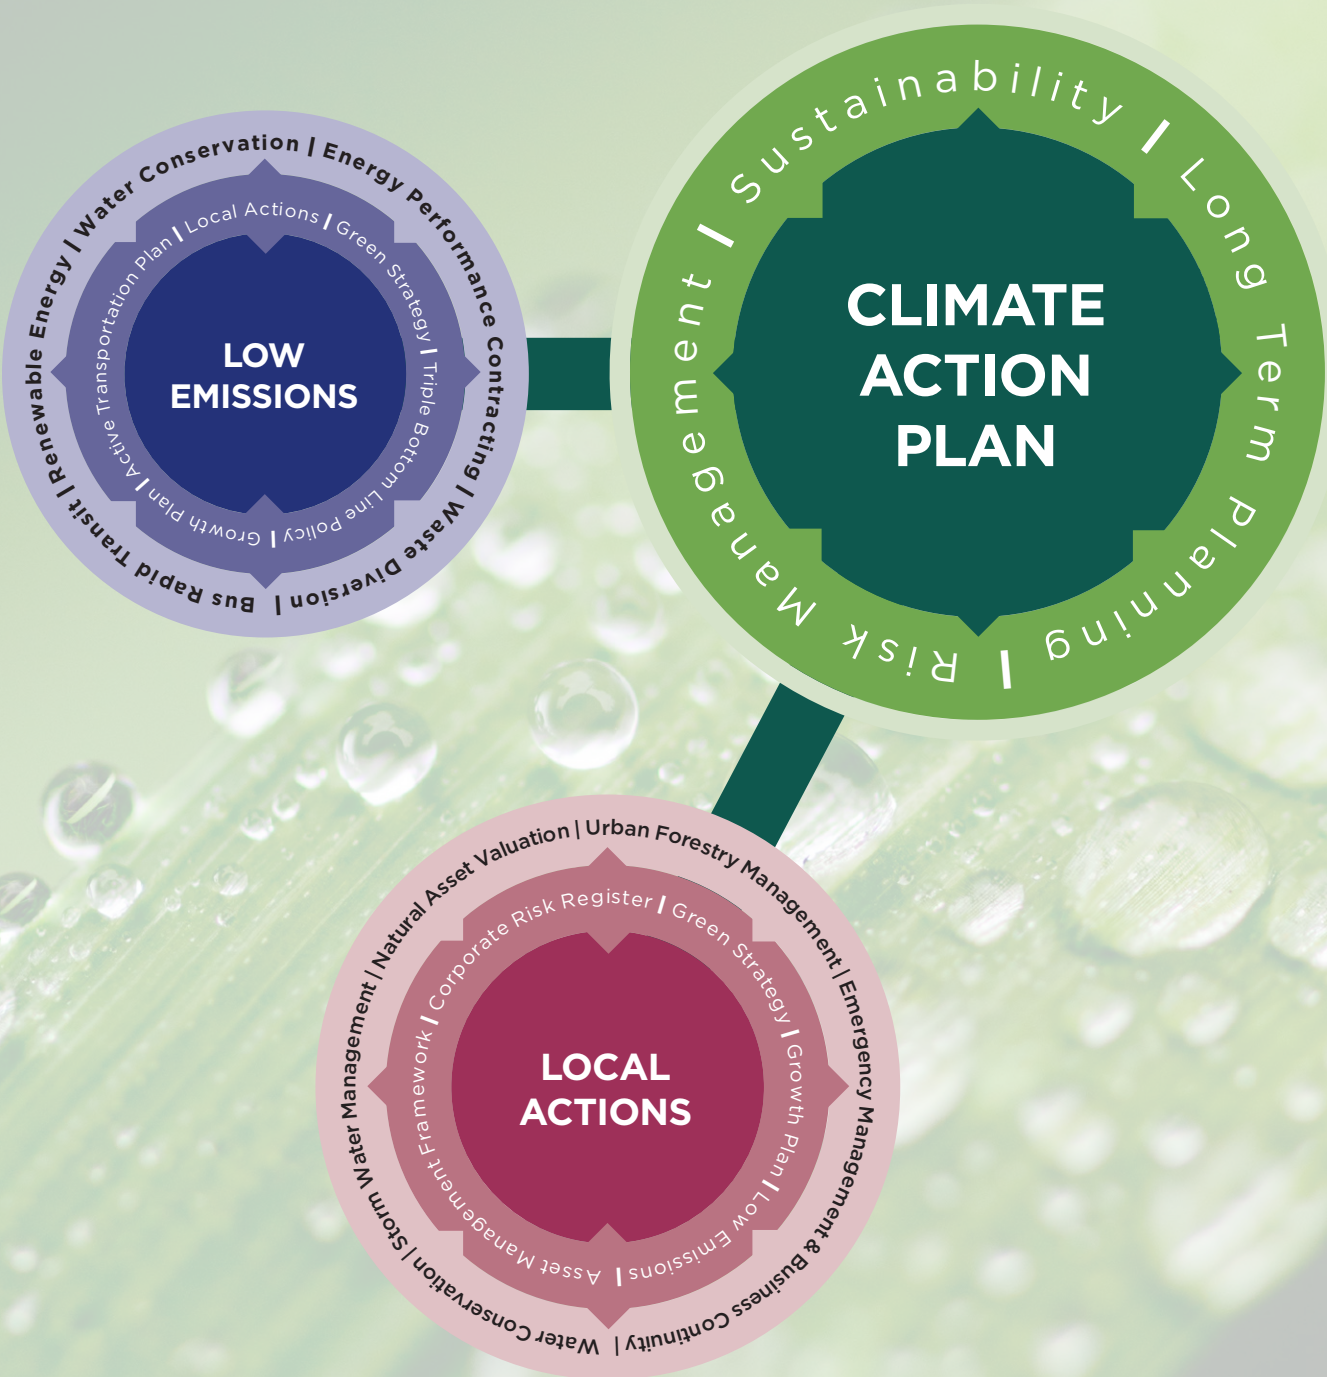 Water Conservation | Energy Performance Contracting | Waste Diversion | Bus Rapid Transit | Renewable Energy |
Local Actions | Green Strategy | Triple Bottom Line Policy | Growth Plan | Active Transportation Plan |
LOW
EMISSIONS
Sustainability | Long Term Planning | Risk Management |
CLIMATE
ACTION
PLAN
Natural Asset Valuation | Urban Forestry Management | Emergency Management & Business Continuity | Water Conservation | Storm Water Management |
Corporate Risk Register | Green Strategy | Growth Plan | Low Emissions | Asset Management Framework |
LOCAL
ACTIONS